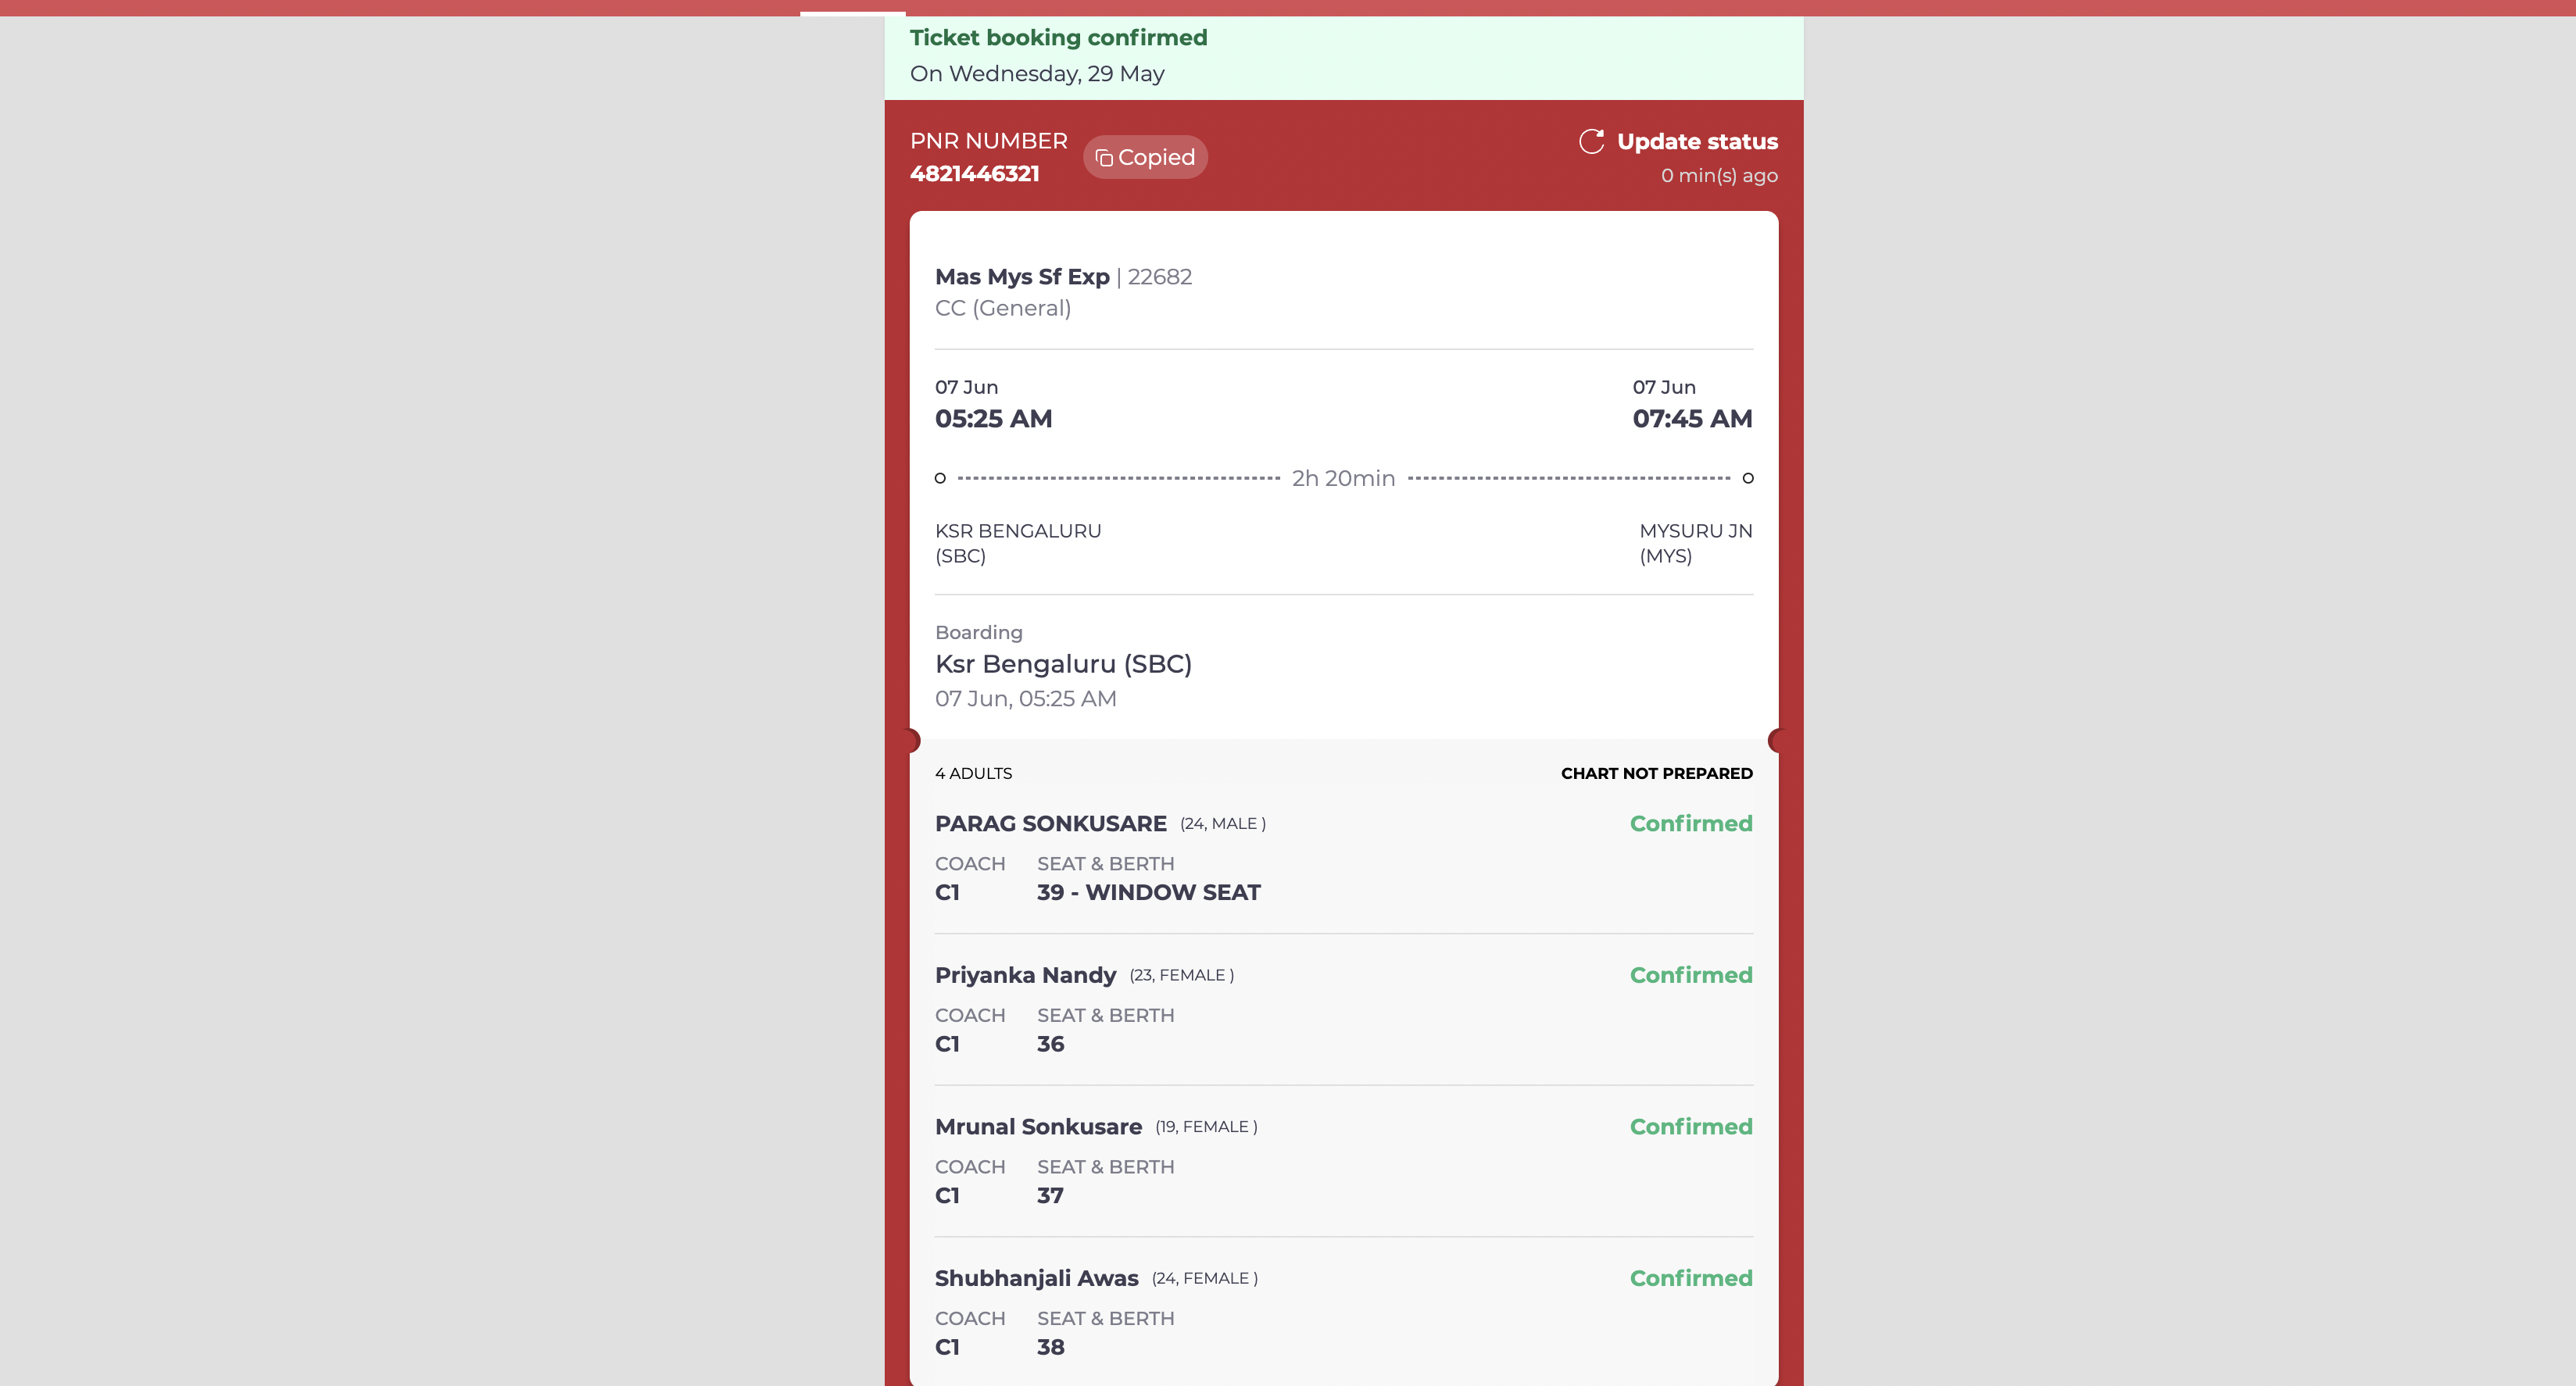 Ticket booking confirmed
On Wednesday, 29 May
PNR NUMBER
4821446321
Copied
Update status
0 min(s) ago
Mas Mys Sf Exp | 22682
CC (General)
07 Jun
05:25 AM
07 Jun
07:45 AM
2h 20min
KSR BENGALURU
(SBC)
MYSURU JN
(MYS)
Boarding
Ksr Bengaluru (SBC)
07 Jun, 05:25 AM
4 ADULTS
CHART NOT PREPARED
PARAG SONKUSARE (24, MALE )
Confirmed
COACH SEAT & BERTH
C1 39 - WINDOW SEAT
Priyanka Nandy (23, FEMALE )
Confirmed
COACH SEAT & BERTH
C1 36
Mrunal Sonkusare (19, FEMALE )
Confirmed
COACH SEAT & BERTH
C1 37
Shubhanjali Awas (24, FEMALE )
Confirmed
COACH SEAT & BERTH
C1 38